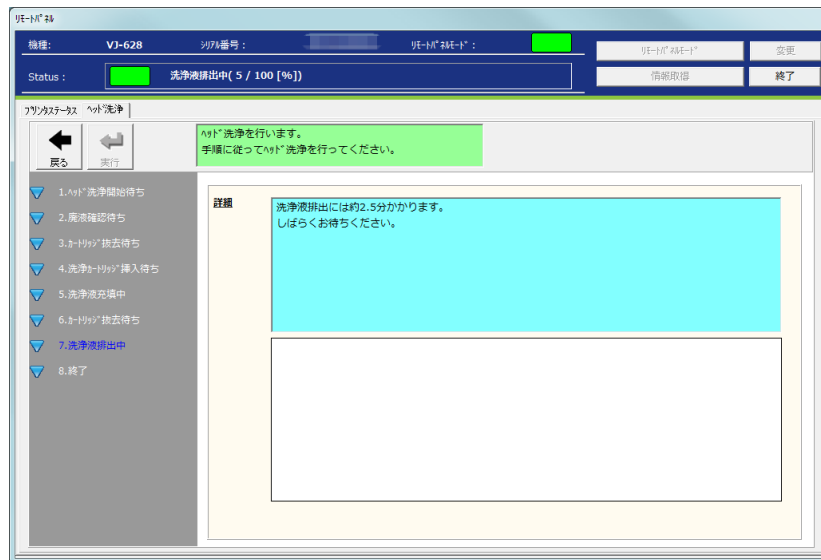 ﾘﾓｰﾄﾊﾟﾈﾙ
機種:
VJ-628
ｼﾘｱﾙ番号 :
ﾘﾓｰﾄﾊﾟﾈﾙﾓｰﾄﾞ :
ﾘﾓｰﾄﾊﾟﾈﾙﾓｰﾄﾞ
変更
Status :
洗浄液排出中( 5 / 100 [%])
情報取得
終了
ﾌﾟﾘﾝﾀｽﾃｰﾀｽ
ﾍｯﾄﾞ洗浄
戻る
実行
ﾍｯﾄﾞ洗浄を行います。
手順に従ってﾍｯﾄﾞ洗浄を行ってください。
1.ﾍｯﾄﾞ洗浄開始待ち
2.廃液確認待ち
3.ｶｰﾄﾘｯｼﾞ抜去待ち
4.洗浄ｶｰﾄﾘｯｼﾞ挿入待ち
5.洗浄液充填中
6.ｶｰﾄﾘｯｼﾞ抜去待ち
7.洗浄液排出中
8.終了
詳細
洗浄液排出には約2.5分かかります。
しばらくお待ちください。